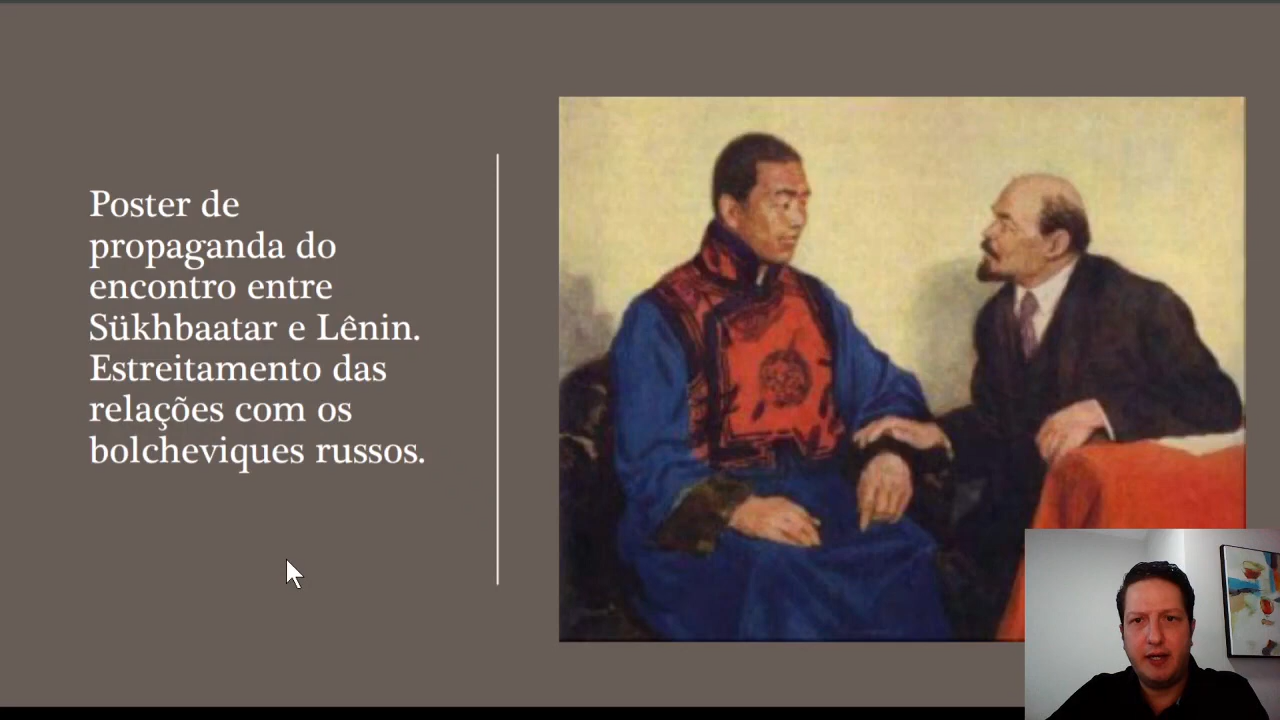 Poster de
propaganda do
encontro entre
Sükhbaatar e Lênin.
Estreitamento das
relações com os
bolcheviques russos.